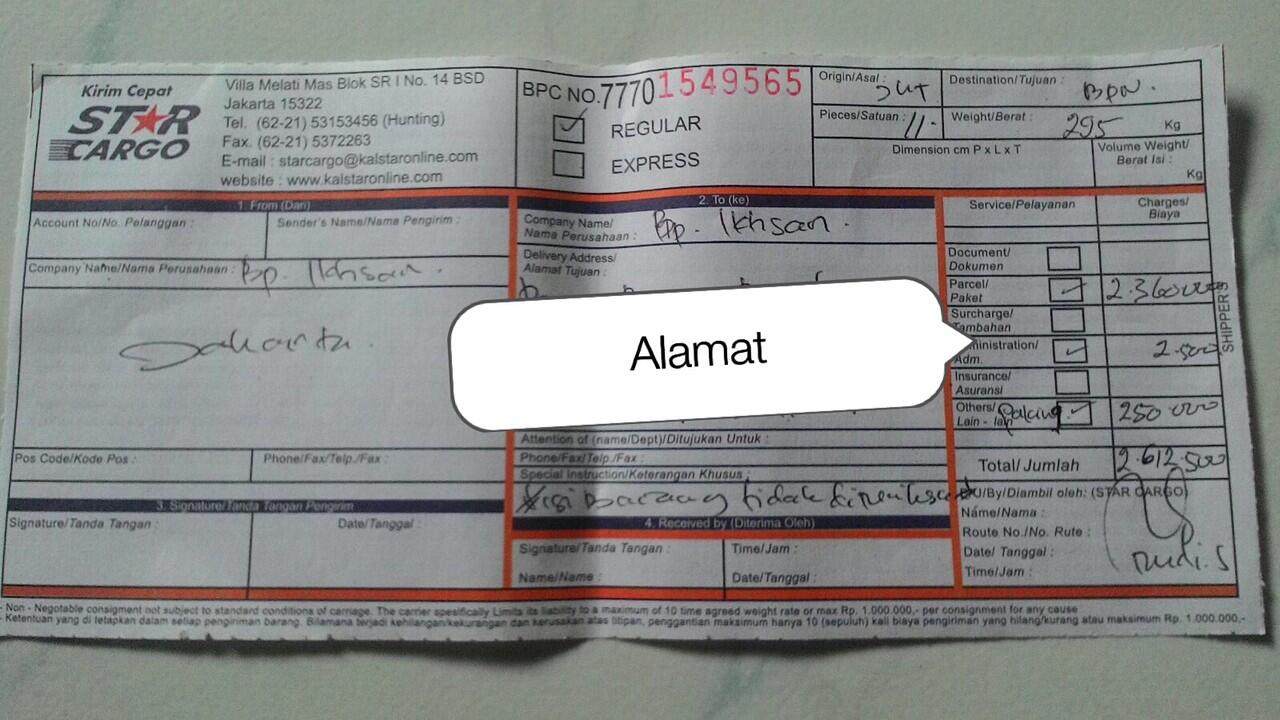 Kirim Cepat
STAR
CARGO
Villa Melati Mas Blok SR I No. 14 BSD
Jakarta 15322
Tel. (62-21) 53153456 (Hunting)
Fax. (62-21) 5372263
E-mail : starcargo@kalstaronline.com
website : www.kalstaronline.com
BPC NO. 7770 1549565
REGULAR
EXPRESS
Origin/Asal :
Destination/Tujuan : BPN.
Pieces/Satuan : 11.
Weight/Berat : 295 Kg
Dimension cm P x L x T
Volume Weight/
Berat Isi :
Kg
1. From (Dari)
Account No/No. Pelanggan :
Sender's Name/Nama Pengirim :
Company Name/Nama Perusahaan : Bp. Ikhsan.
Jakarta.
Pos Code/Kode Pos :
Phone/Fax/Telp./Fax :
3. Signature/Tanda Tangan Pengirim
Signature/Tanda Tangan :
Date/Tanggal :
2. To (ke)
Company Name/
Nama Perusahaan : Bp. Ikhsan.
Delivery Address/
Alamat Tujuan :
Alamat
Attention of (name/Dept)/Ditujukan Untuk :
Phone/Fax/Telp./Fax :
Special Instruction/Keterangan Khusus :
isi Barang tidak diperiksa
4. Received by (Diterima Oleh)
Signature/Tanda Tangan :
Time/Jam :
Name/Name :
Date/Tanggal :
Service/Pelayanan
Charges/
Biaya
Document/
Dokumen
Parcel/
Paket
2.360000
Surcharge/
Tambahan
ministration/
Adm.
2.500
Insurance/
Asuransi
Others/
Lain - lain Paking
250 000
Total/ Jumlah
2.612.500
PU/By/Diambil oleh: (STAR CARGO)
Name/Nama :
Route No./No. Rute :
Date/ Tanggal :
Time/Jam :
Rudi.S
SHIPPER'S
- Non - Negotable consigment not subject to standard conditions of carriage. The carrier spesifically Limits its liability to a maximum of 10 time agreed weight rate or max Rp. 1.000.000,- per consignment for any cause
- Ketentuan yang di tetapkan dalam setiap pengiriman barang. Bilamana terjadi kehilangan/kekurangan dan kerusakan atas titipan, penggantian maksimum hanya 10 (sepuluh) kali biaya pengiriman yang hilang/kurang atau maksimum Rp. 1.000.000,-